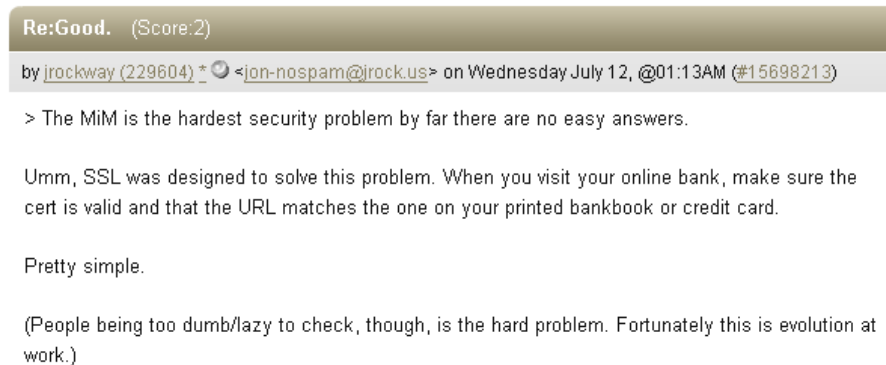 Re:Good. (Score:2)
by jrockway (229604) * <jon-nospam@jrock.us> on Wednesday July 12, @01:13AM (#15698213)
> The MiM is the hardest security problem by far there are no easy answers.
Umm, SSL was designed to solve this problem. When you visit your online bank, make sure the
cert is valid and that the URL matches the one on your printed bankbook or credit card.
Pretty simple.
(People being too dumb/lazy to check, though, is the hard problem. Fortunately this is evolution at
work.)